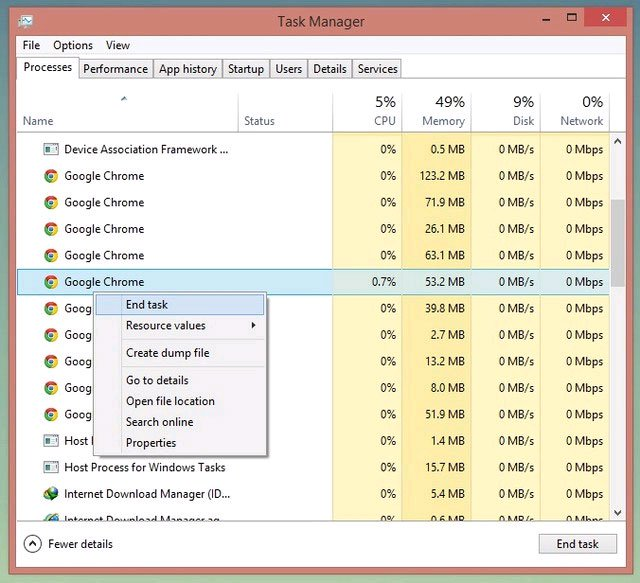 Task Manager
File Options View
Processes Performance App history Startup Users Details Services
5% 49% 9% 0%
Name Status CPU Memory Disk Network
Device Association Framework ... 0% 0.5 MB 0 MB/s 0 Mbps
Google Chrome 0% 123.2 MB 0 MB/s 0 Mbps
Google Chrome 0% 71.9 MB 0 MB/s 0 Mbps
Google Chrome 0% 26.1 MB 0 MB/s 0 Mbps
Google Chrome 0% 63.1 MB 0 MB/s 0 Mbps
Google Chrome 0.7% 53.2 MB 0 MB/s 0 Mbps
Goog 0% 39.8 MB 0 MB/s 0 Mbps
Goog 0% 2.7 MB 0 MB/s 0 Mbps
Goog 0% 13.2 MB 0 MB/s 0 Mbps
Goog 0% 8.0 MB 0 MB/s 0 Mbps
Goog 0% 51.9 MB 0 MB/s 0 Mbps
Host 0% 1.4 MB 0 MB/s 0 Mbps
End task
Resource values
Create dump file
Go to details
Open file location
Search online
Properties
Host Process for Windows Tasks 0% 15.7 MB 0 MB/s 0 Mbps
Internet Download Manager (ID... 0% 5.4 MB 0 MB/s 0 Mbps
Internet Download Manager ag 0% 0.6 MB 0 MB/s 0 Mbps
Fewer details End task